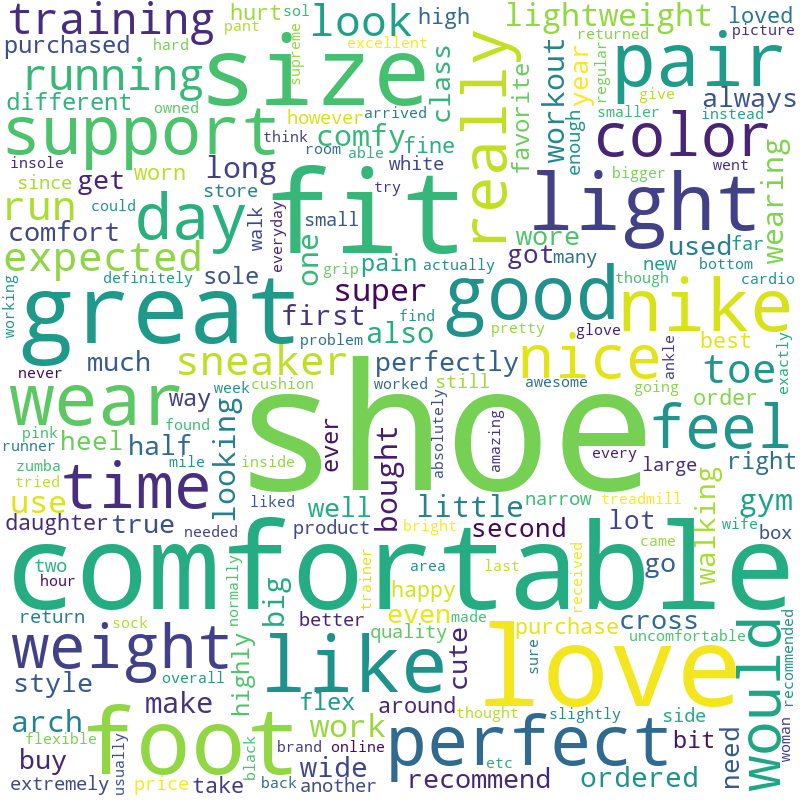 training
hurt
sol
look
high
lightweight
loved
pant
hard
excellent
returned
picture
purchased
supreme
size
really
class
pair
regular
running
workout
year
give
different
owned
however
arrived
favorite
smaller
always
support
comfy
fine
enough
color
instead
think
insole
room
able
white
long
since
get
worn
store
try
fit
light
bigger
went
wearing
run
could
day
walk
everyday
small
one
wore
used
far
comfort
got
many
pain
actually
expected
sole
grip
new
bottom
definitely
though
cardio
working
super
great
good
nike
first
find
pretty
glove
exactly
problem
also
best
never
much
sneaker
perfectly
nice
ankle
toe
week
cushion
worked
still
awesome
going
order
wear
way
shoe
feel
runner
pink
found
heel
half
looking
ever
bought
absolutely
amazing
every
zumba
mile
inside
large
right
tried
time
liked
narrow
treadmill
walking
gym
use
well
little
daughter
true
needed
product
bright
second
lot
wife
box
came
two
go
comfortable
hour
area
last
trainer
received
normally
big
happy
return
sock
better
even
made
purchase
cross
recommended
weight
highly
quality
uncomfortable
like
cute
love
sure
would
style
overall
make
flex
around
thought
slightly
side
arch
flexible
usually
foot
work
perfect
bit
need
woman
buy
black
brand
online
etc
wide
extremely
price
take
back
another
recommend
ordered